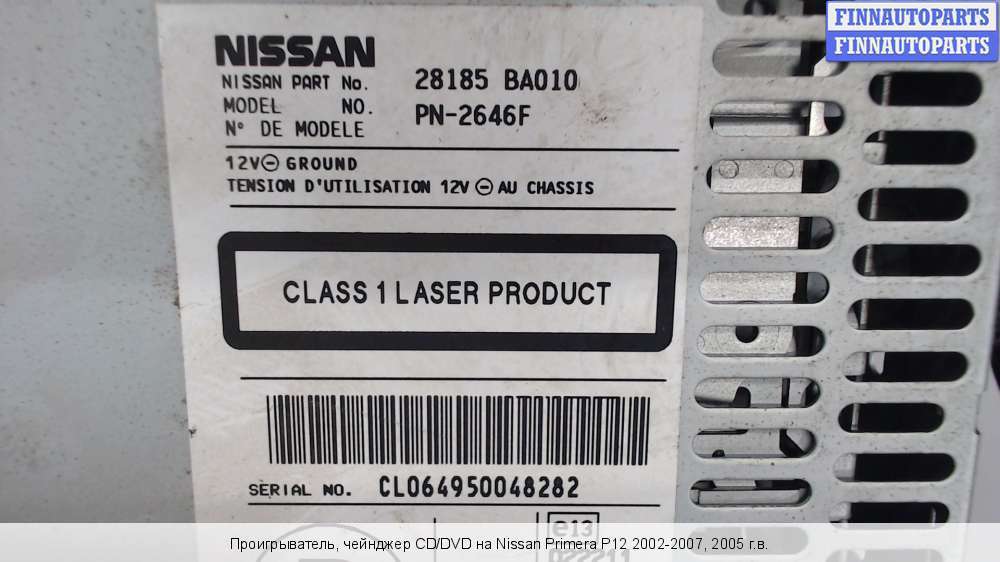 FINNAUTOPARTS
FINNAUTOPARTS
NISSAN
NISSAN PART No. 28185 BA010
MODEL NO. PN-2646F
N° DE MODELE
12V⊖ GROUND
TENSION D'UTILISATION 12V ⊖ AU CHASSIS
CLASS 1 LASER PRODUCT
SERIAL NO. CL064950048282
e13
Проигрыватель, чейнджер CD/DVD на Nissan Primera P12 2002-2007, 2005 г.в.